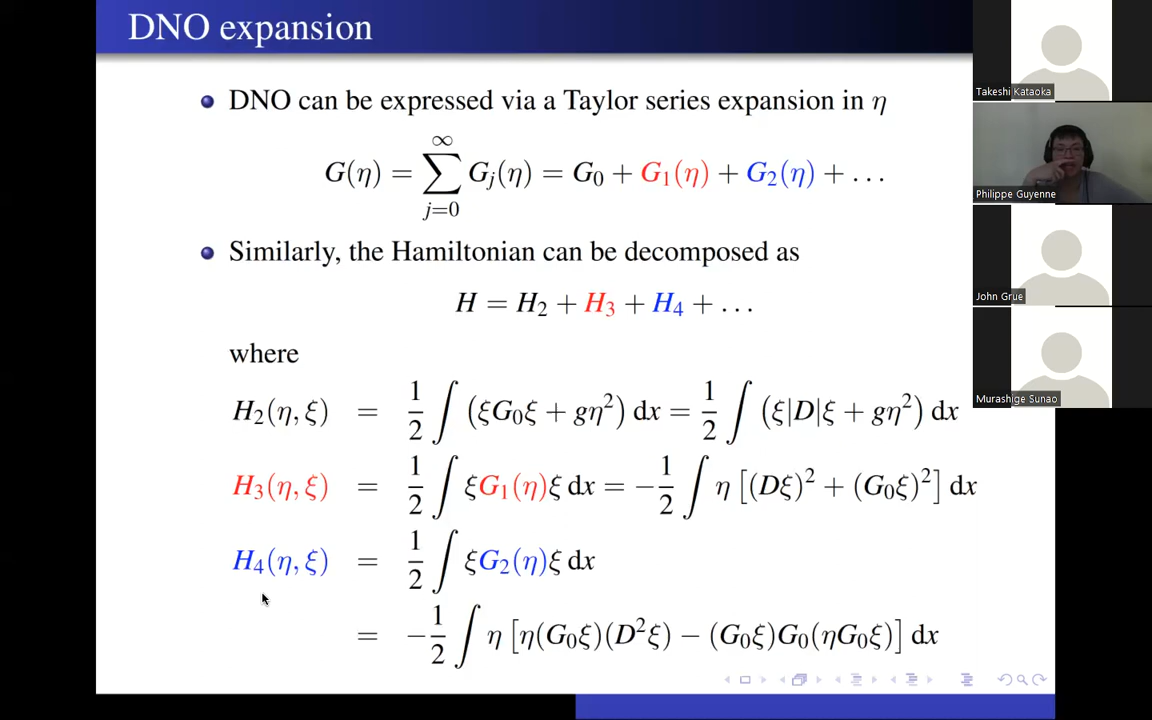 DNO expansion
DNO can be expressed via a Taylor series expansion in η
G(η) = ∑_{j=0}^{∞} G_j(η) = G_0 + G_1(η) + G_2(η) + …
Similarly, the Hamiltonian can be decomposed as
H = H_2 + H_3 + H_4 + …
where
H_2(η, ξ) = 1/2 ∫ (ξG_0ξ + gη²) dx = 1/2 ∫ (ξ|D|ξ + gη²) dx
H_3(η, ξ) = 1/2 ∫ ξG_1(η)ξ dx = −1/2 ∫ η [(Dξ)² + (G_0ξ)²] dx
H_4(η, ξ) = 1/2 ∫ ξG_2(η)ξ dx
= −1/2 ∫ η [η(G_0ξ)(D²ξ) − (G_0ξ)G_0(ηG_0ξ)] dx
Takeshi Kataoka
Philippe Guyenne
John Grue
Murashige Sunao